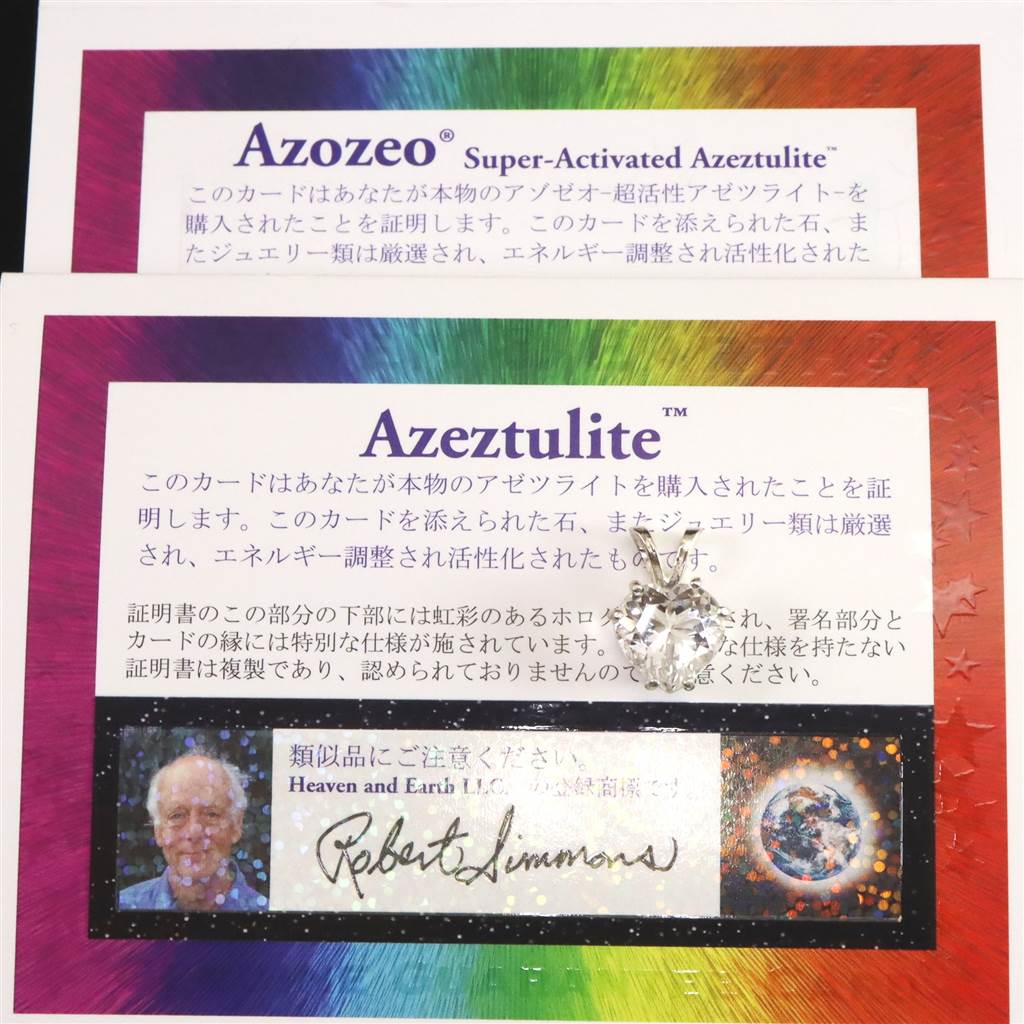 Azozeo® Super-Activated Azeztulite™
このカードはあなたが本物のアゾゼオ-超活性アゼツライト-を
購入されたことを証明します。このカードを添えられた石、ま
たジュエリー類は厳選され、エネルギー調整され活性化された
Azeztulite™
このカードはあなたが本物のアゼツライトを購入されたことを証
明します。このカードを添えられた石、またジュエリー類は厳選
され、エネルギー調整され活性化されたものです。
証明書のこの部分の下部には虹彩のあるホログ され、署名部分と
カードの縁には特別な仕様が施されています。 な仕様を持たない
証明書は複製であり、認められておりませんので 意ください。
類似品にご注意ください。
Heaven and Earth LLC. の登録商標です。
Robert Simmons